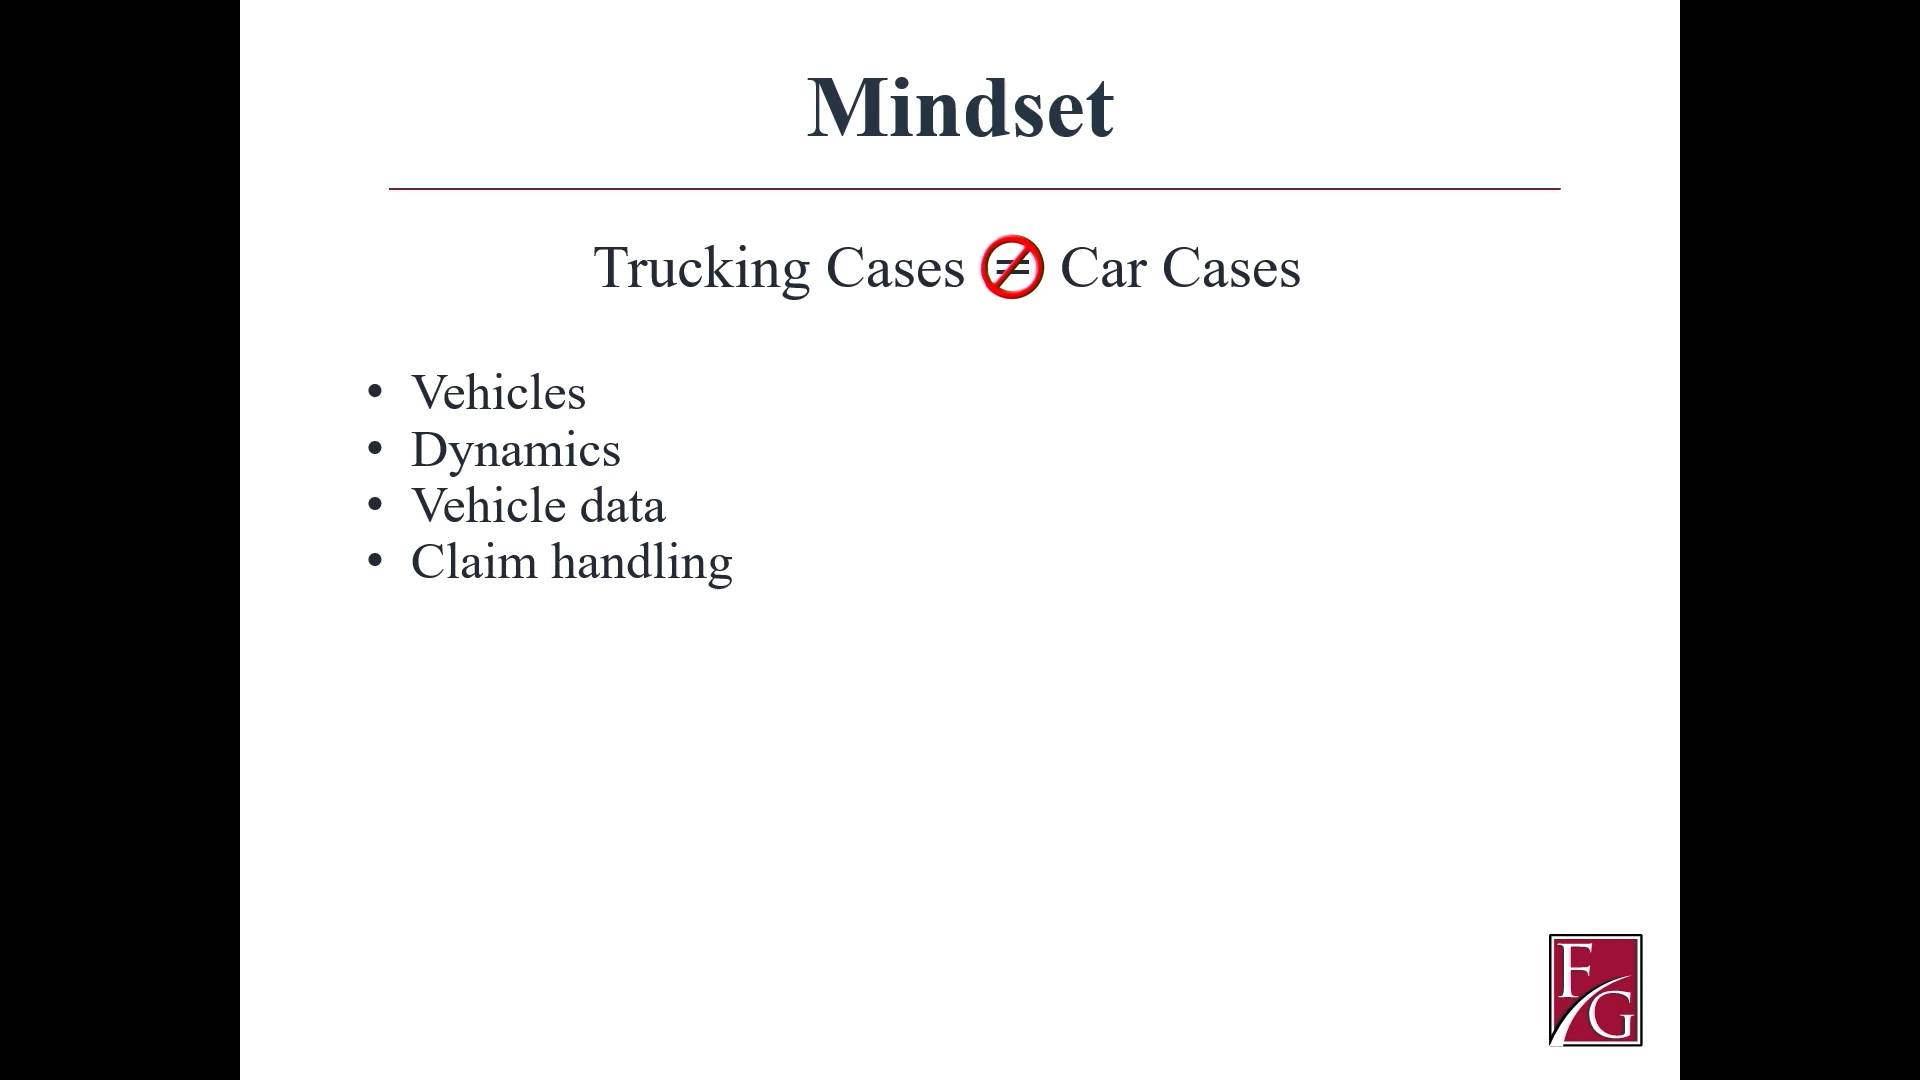 Mindset
Trucking Cases = Car Cases
• Vehicles
• Dynamics
• Vehicle data
• Claim handling
FG